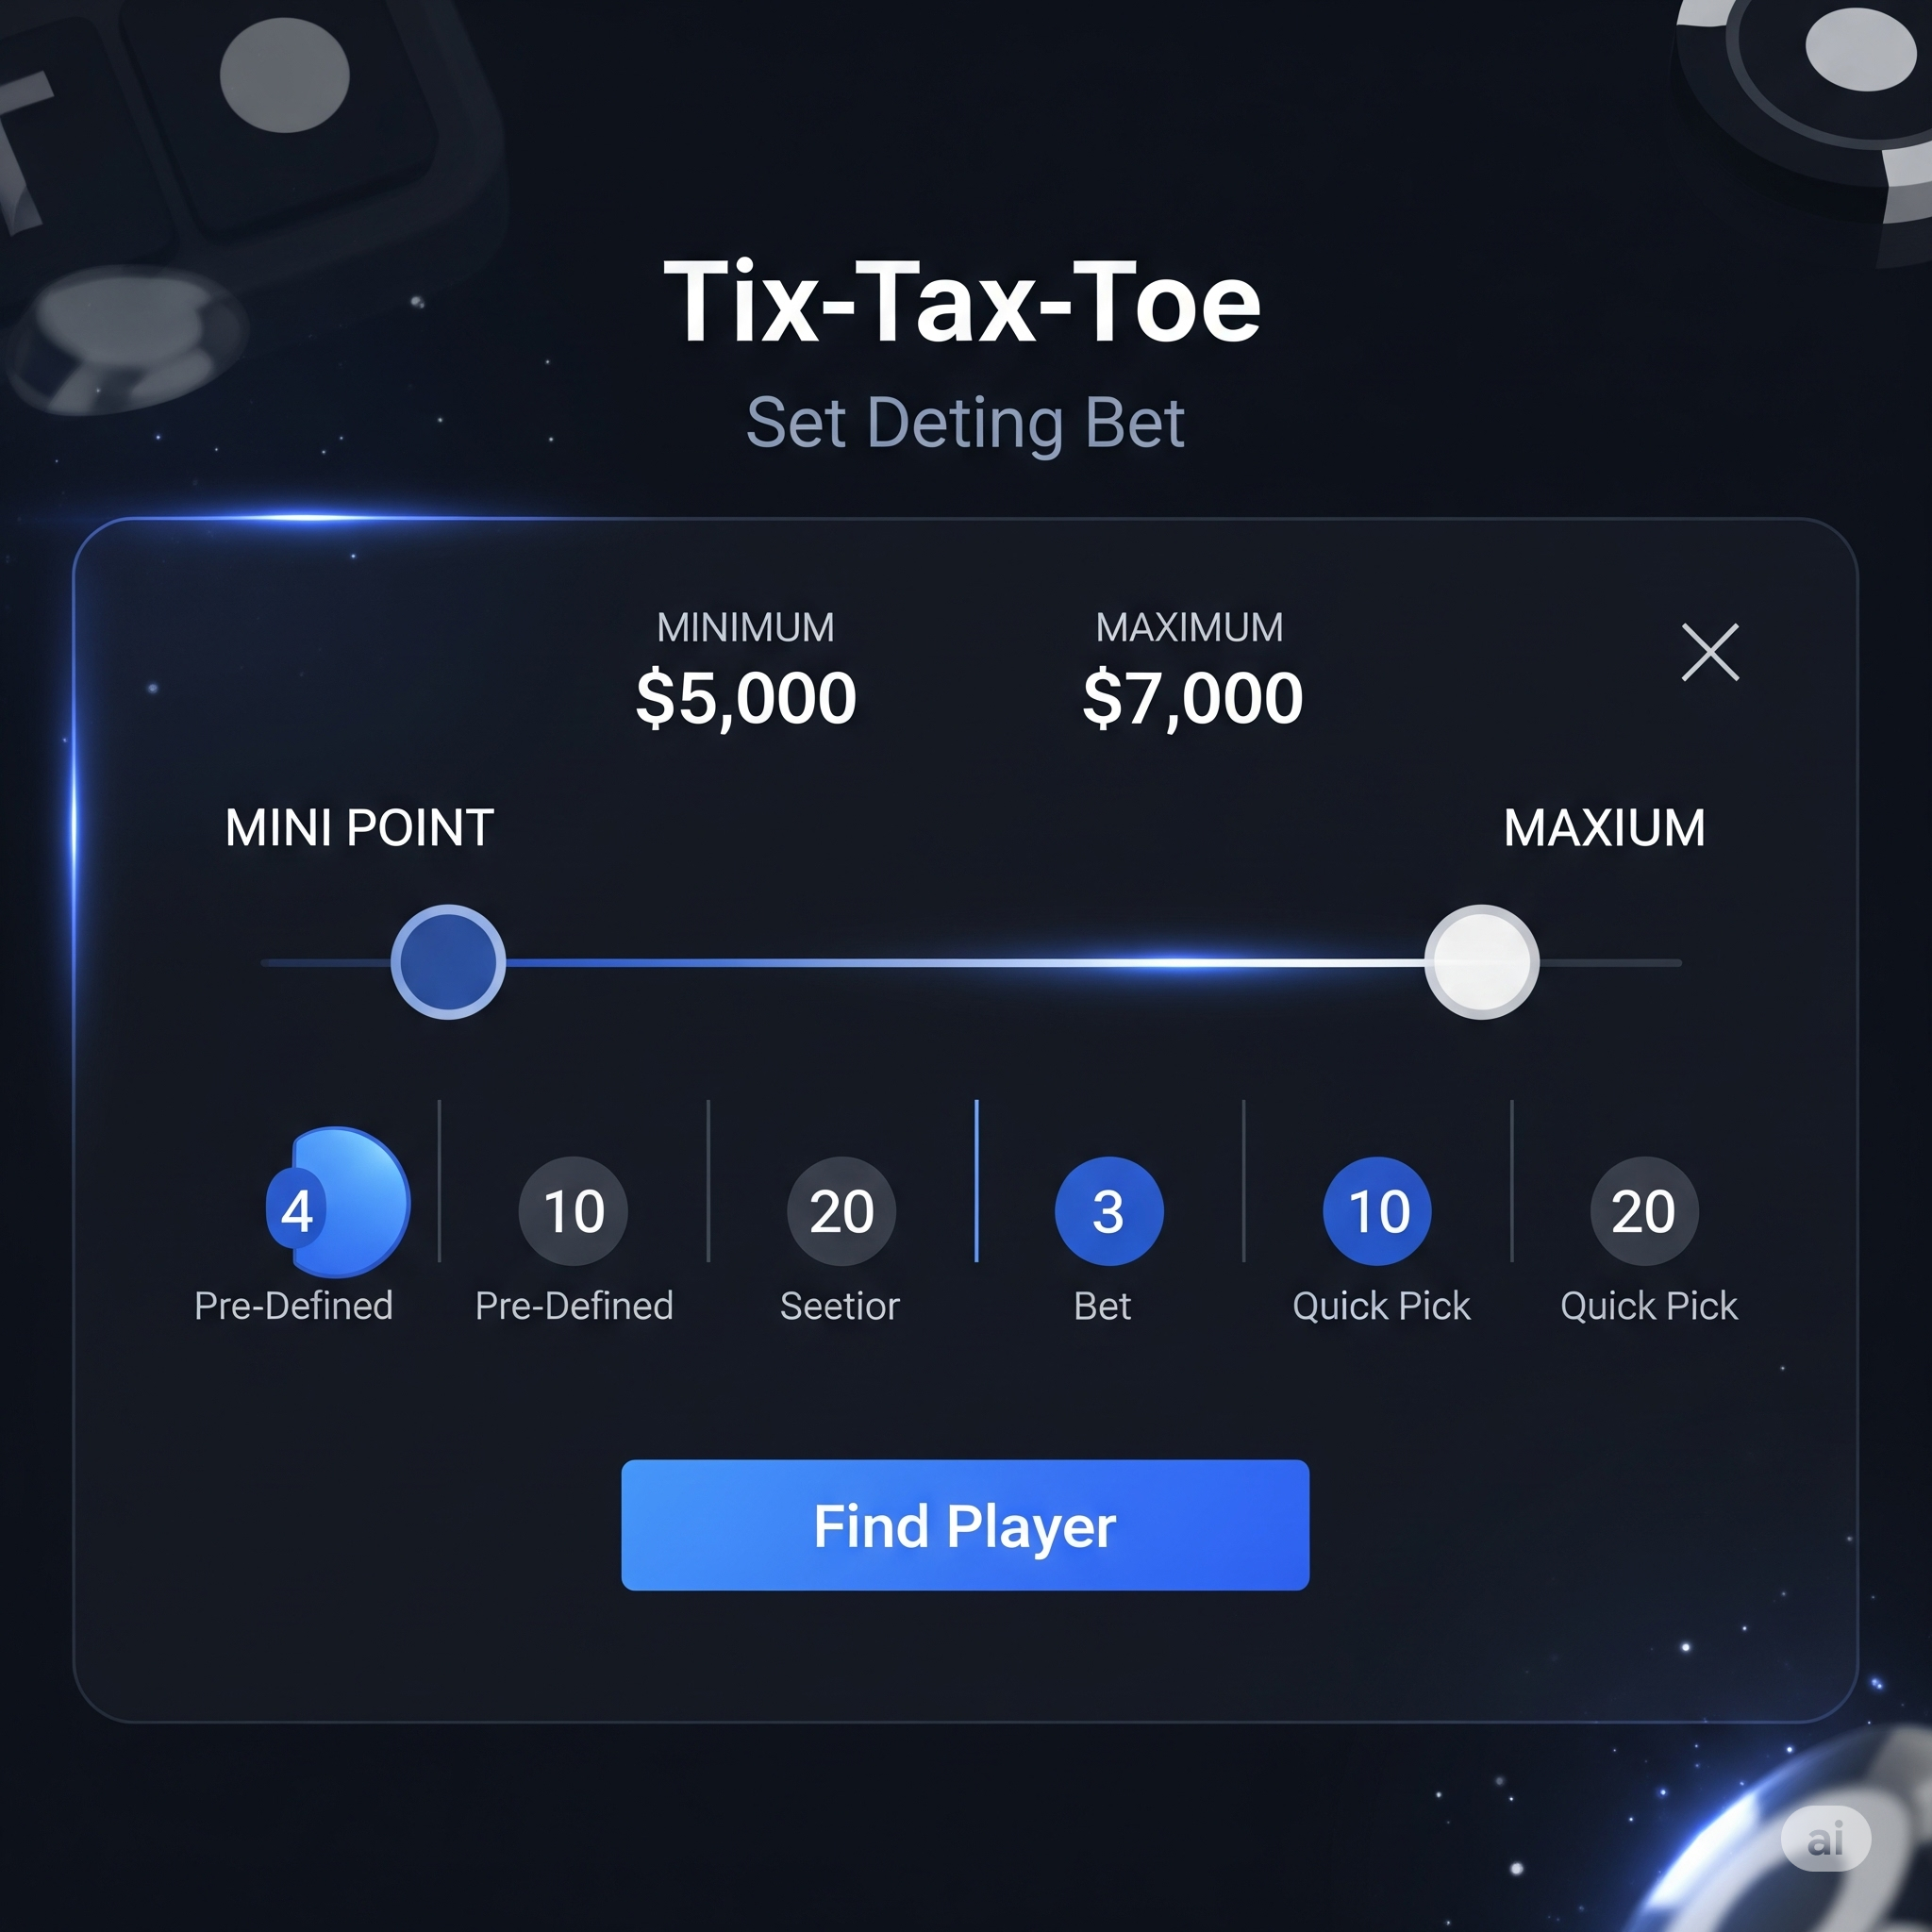 Tix-Tax-Toe
Set Deting Bet
MINIMUM MAXIMUM
$5,000 $7,000
MINI POINT MAXIUM
4 10 20 3 10 20
Pre-Defined Pre-Defined Seetior Bet Quick Pick Quick Pick
Find Player
ai